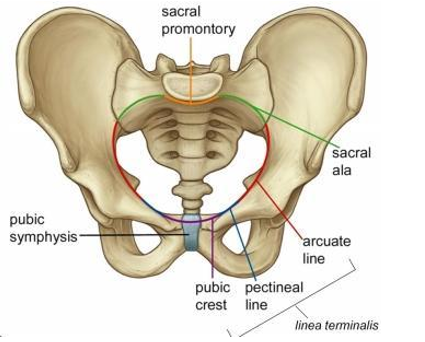 sacral
promontory
sacral
ala
pubic
symphysis
arcuate
line
pubic
crest
pectineal
line
linea terminalis